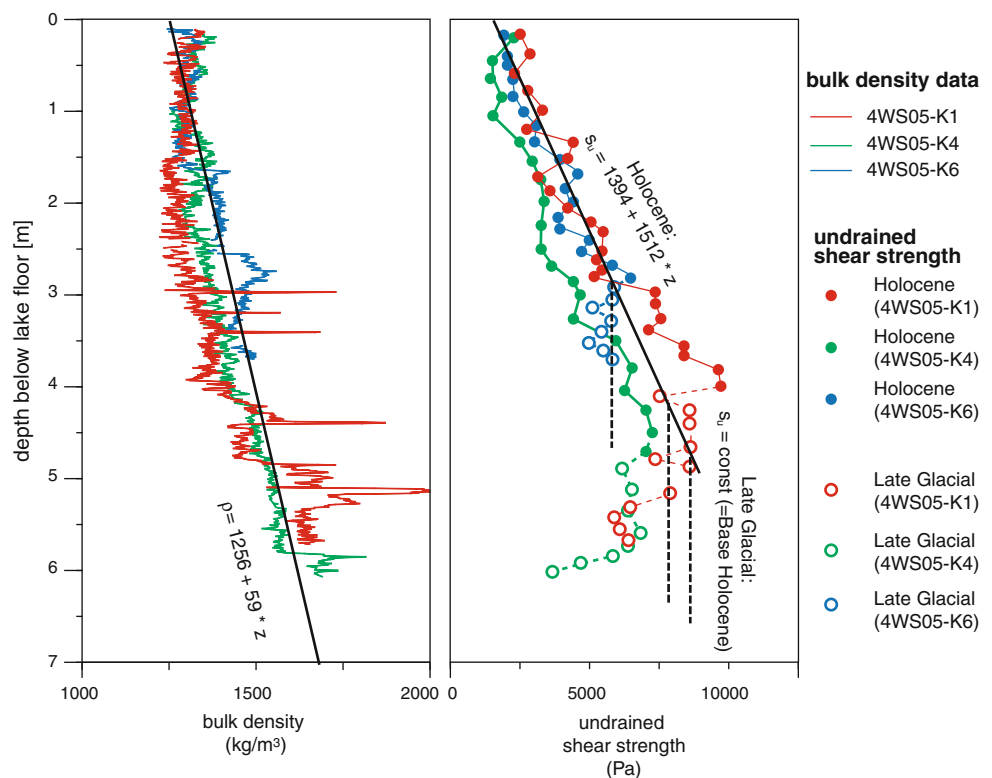 0
1
2
3
4
5
6
7
depth below lake floor [m]
1000
1500
2000
bulk density
(kg/m³)
ρ= 1256 + 59 * z
0
5000
10000
undrained
shear strength
(Pa)
Holocene:
sᵤ = 1394 + 1512 * z
Late Glacial:
sᵤ = const (=Base Holocene)
bulk density data
4WS05-K1
4WS05-K4
4WS05-K6
undrained
shear strength
Holocene
(4WS05-K1)
Holocene
(4WS05-K4)
Holocene
(4WS05-K6)
Late Glacial
(4WS05-K1)
Late Glacial
(4WS05-K4)
Late Glacial
(4WS05-K6)